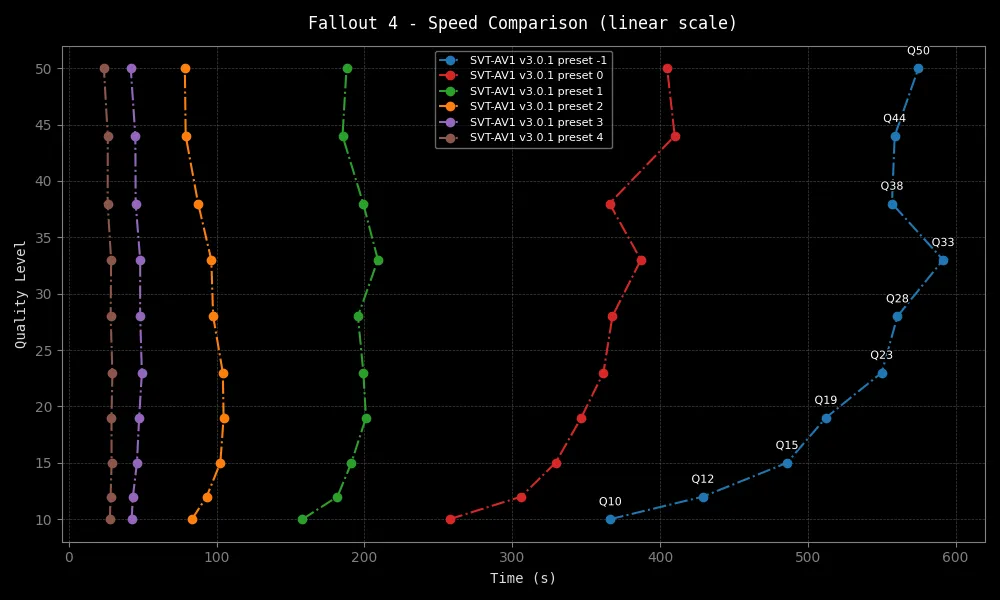 Fallout 4 - Speed Comparison (linear scale)
Q50
SVT-AV1 v3.0.1 preset -1
SVT-AV1 v3.0.1 preset 0
SVT-AV1 v3.0.1 preset 1
SVT-AV1 v3.0.1 preset 2
SVT-AV1 v3.0.1 preset 3
SVT-AV1 v3.0.1 preset 4
Q44
Q38
Q33
Q28
Q23
Q19
Q15
Q12
Q10
50
45
40
35
30
25
20
15
10
Quality Level
0 100 200 300 400 500 600
Time (s)